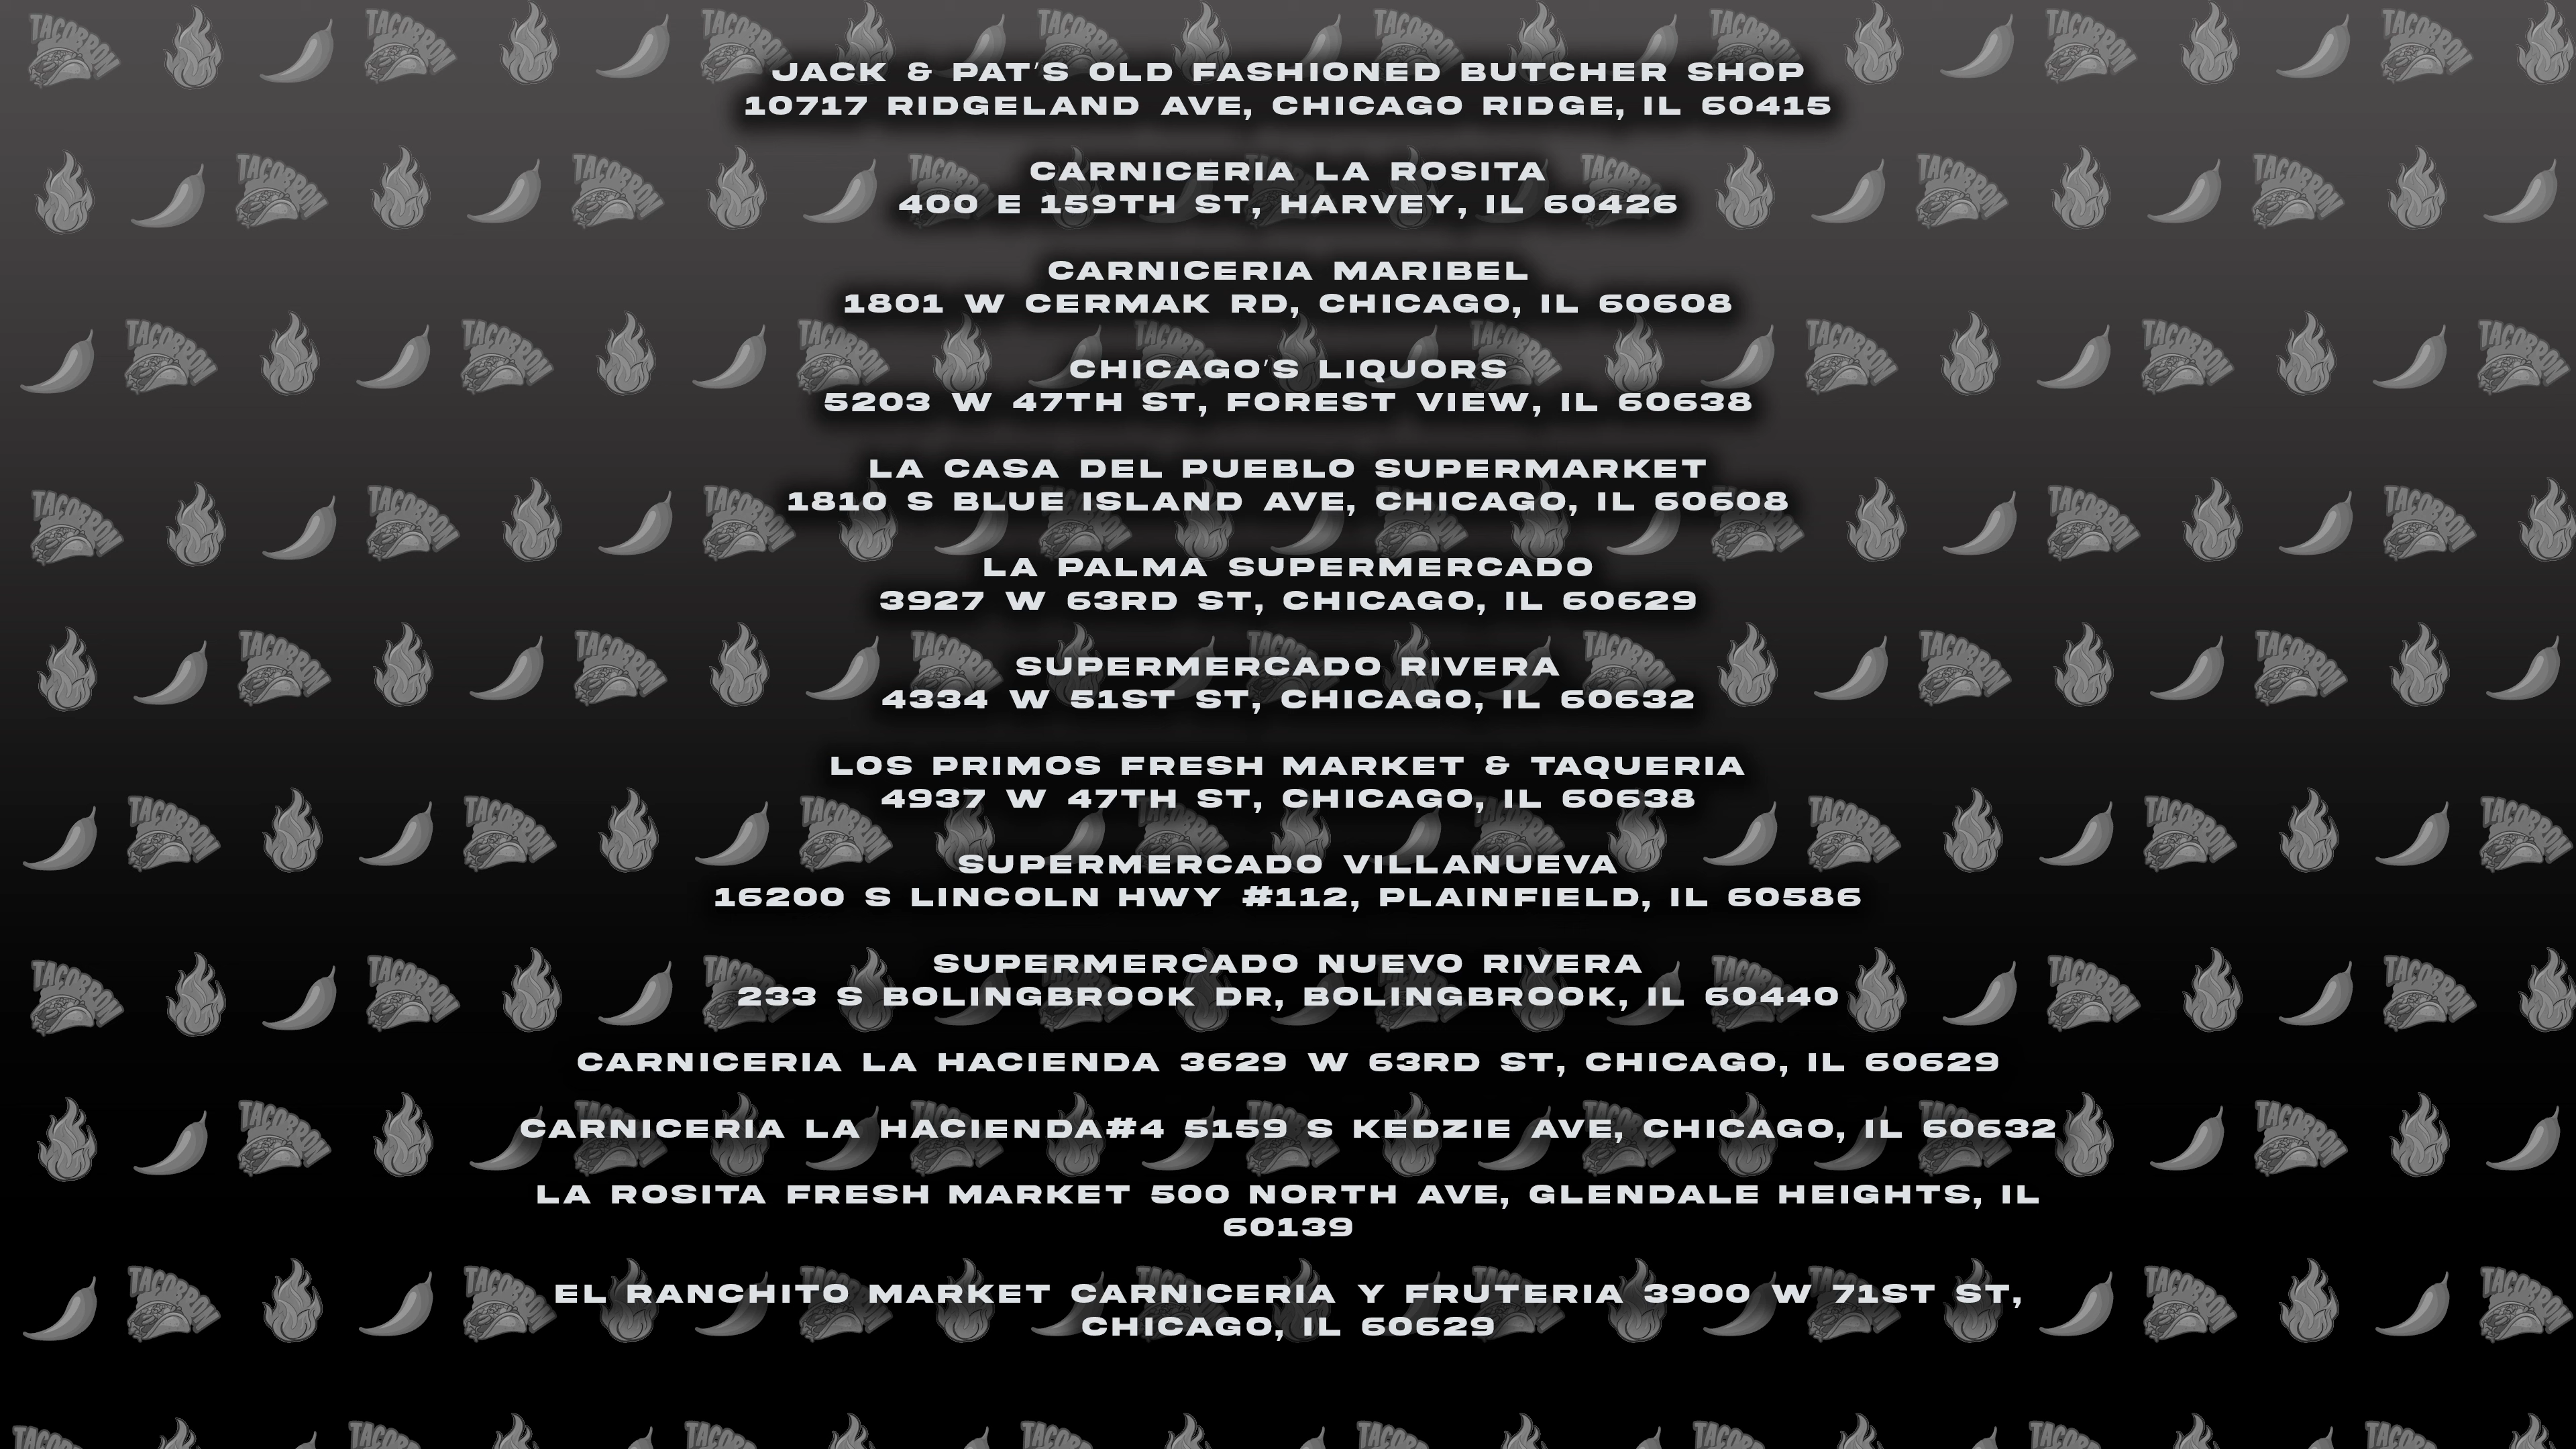 JACK & PAT'S OLD FASHIONED BUTCHER SHOP
10717 RIDGELAND AVE, CHICAGO RIDGE, IL 60415
CARNICERIA LA ROSITA
400 E 159TH ST, HARVEY, IL 60426
CARNICERIA MARIBEL
1801 W CERMAK RD, CHICAGO, IL 60608
CHICAGO'S LIQUORS
5203 W 47TH ST, FOREST VIEW, IL 60638
LA CASA DEL PUEBLO SUPERMARKET
1810 S BLUE ISLAND AVE, CHICAGO, IL 60608
LA PALMA SUPERMERCADO
3927 W 63RD ST, CHICAGO, IL 60629
SUPERMERCADO RIVERA
4334 W 51ST ST, CHICAGO, IL 60632
LOS PRIMOS FRESH MARKET & TAQUERIA
4937 W 47TH ST, CHICAGO, IL 60638
SUPERMERCADO VILLANUEVA
16200 S LINCOLN HWY #112, PLAINFIELD, IL 60586
SUPERMERCADO NUEVO RIVERA
233 S BOLINGBROOK DR, BOLINGBROOK, IL 60440
CARNICERIA LA HACIENDA 3629 W 63RD ST, CHICAGO, IL 60629
CARNICERIA LA HACIENDA#4 5159 S KEDZIE AVE, CHICAGO, IL 60632
LA ROSITA FRESH MARKET 500 NORTH AVE, GLENDALE HEIGHTS, IL
60139
EL RANCHITO MARKET CARNICERIA Y FRUTERIA 3900 W 71ST ST,
CHICAGO, IL 60629